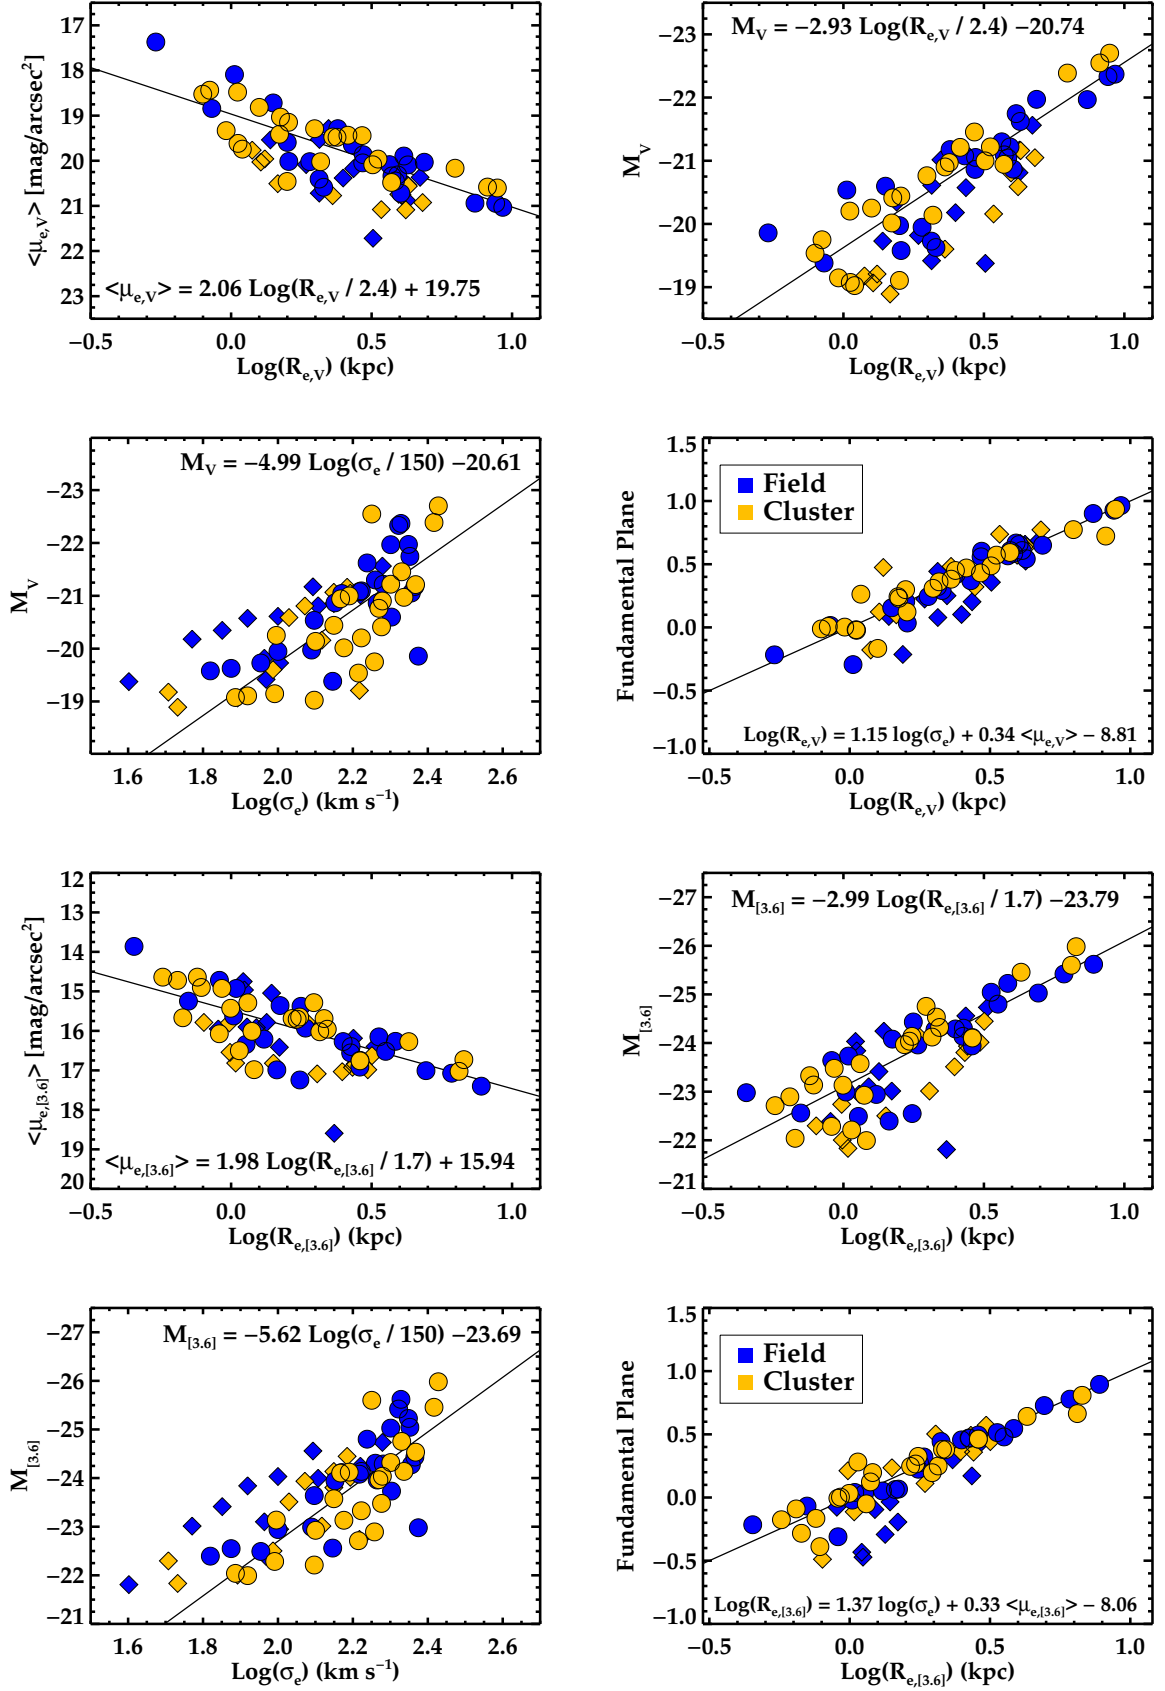 <μe,V> [mag/arcsec²]
17
18
19
20
21
22
23
<μe,V> = 2.06 Log(Re,V / 2.4) + 19.75
−0.5 0.0 0.5 1.0
Log(Re,V) (kpc)
MV
−23
−22
−21
−20
−19
MV = −2.93 Log(Re,V / 2.4) −20.74
−0.5 0.0 0.5 1.0
Log(Re,V) (kpc)
MV
−23
−22
−21
−20
−19
MV = −4.99 Log(σe / 150) −20.61
1.6 2.0 2.2 2.4 2.6
Log(σe) (km s−1)
Fundamental Plane
1.5
1.0
0.5
0.0
−0.5
−1.0
Field
Cluster
Log(Re,V) = 1.15 log(σe) + 0.34 <μe,V> − 8.81
−0.5 0.0 0.5 1.0
Log(Re,V) (kpc)
<μe,[3.6]> [mag/arcsec²]
12
13
14
15
16
17
18
19
20
<μe,[3.6]> = 1.98 Log(Re,[3.6] / 1.7) + 15.94
−0.5 0.0 0.5 1.0
Log(Re,[3.6]) (kpc)
M[3.6]
−27
−26
−25
−24
−23
−22
−21
M[3.6] = −2.99 Log(Re,[3.6] / 1.7) −23.79
−0.5 0.0 0.5 1.0
Log(Re,[3.6]) (kpc)
M[3.6]
−27
−26
−25
−24
−23
−22
−21
M[3.6] = −5.62 Log(σe / 150) −23.69
1.6 2.0 2.2 2.4 2.6
Log(σe) (km s−1)
Fundamental Plane
1.5
1.0
0.5
0.0
−0.5
−1.0
Field
Cluster
Log(Re,[3.6]) = 1.37 log(σe) + 0.33 <μe,[3.6]> − 8.06
−0.5 0.0 0.5 1.0
Log(Re,[3.6]) (kpc)